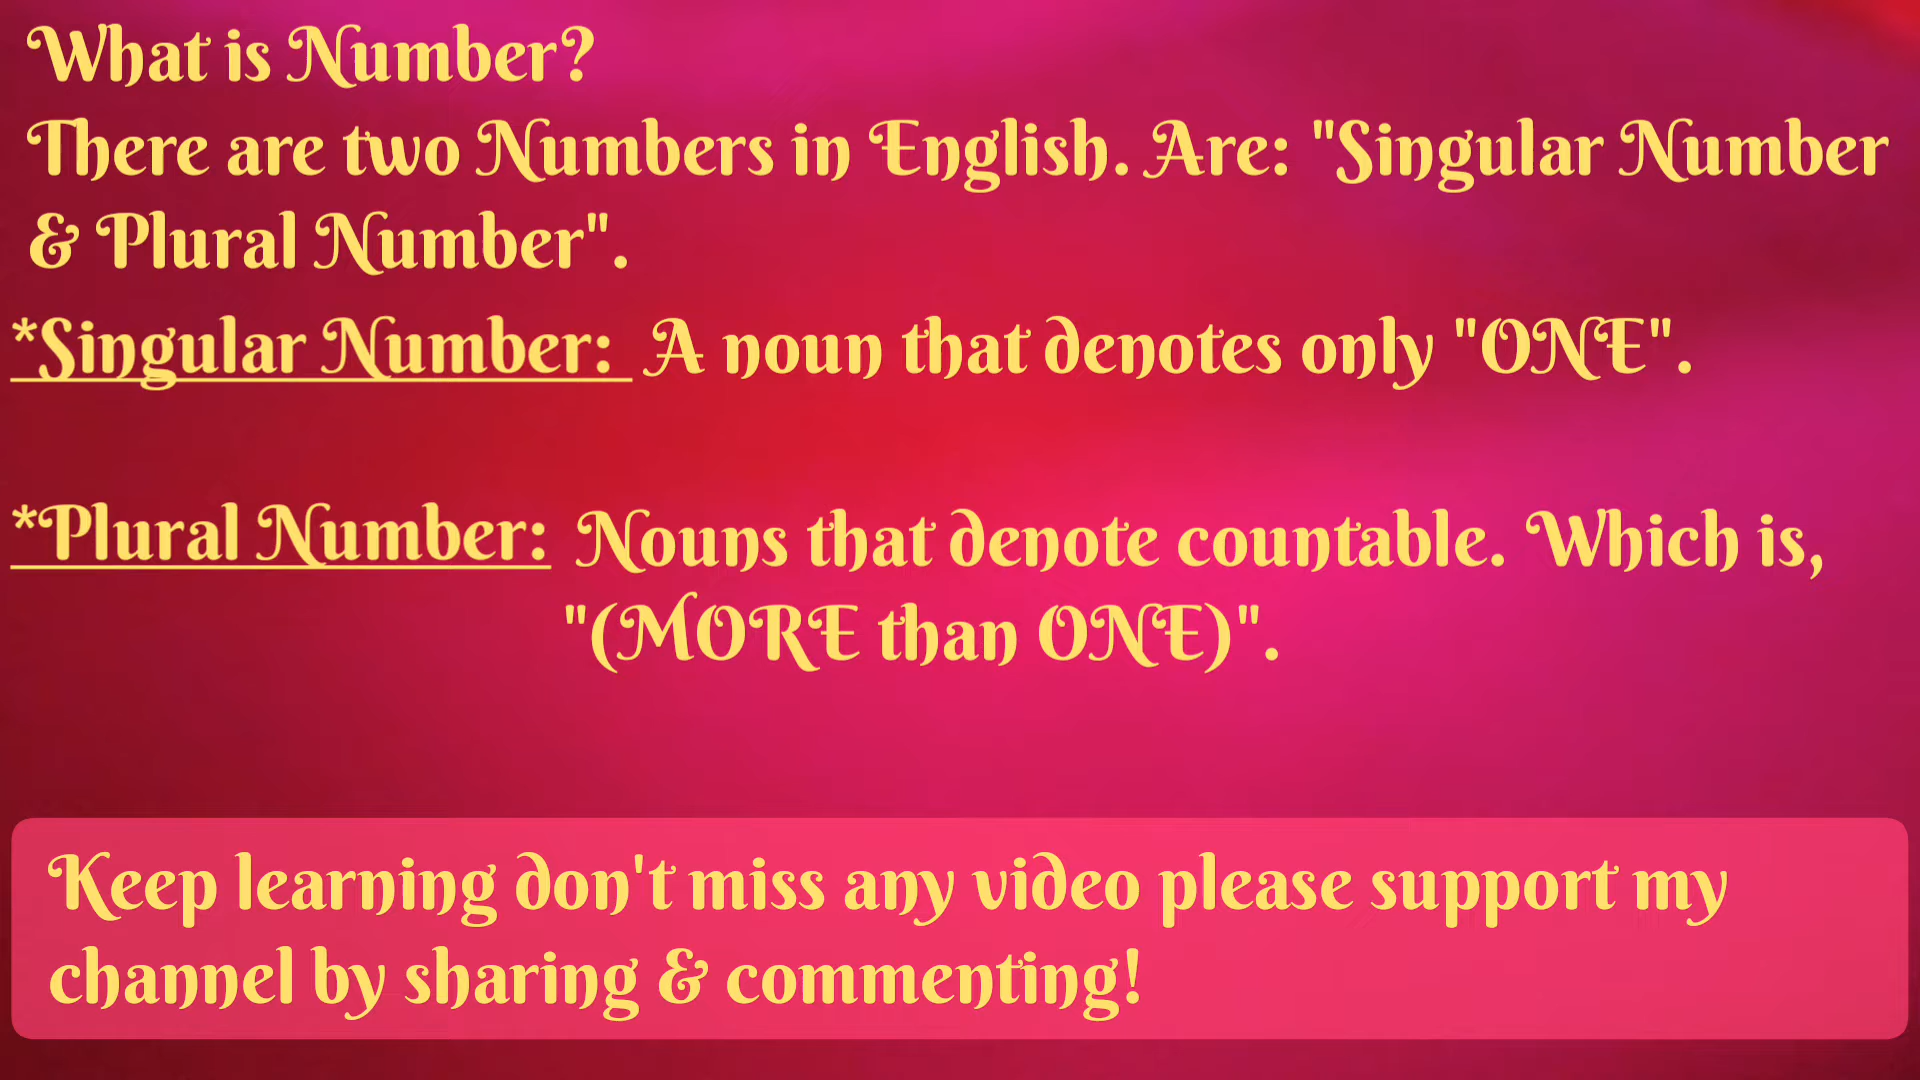 What is Number?
There are two Numbers in English. Are: "Singular Number
& Plural Number".
*Singular Number: A noun that denotes only "ONE".
*Plural Number: Nouns that denote countable. Which is,
"(MORE than ONE)".
Keep learning don't miss any video please support my
channel by sharing & commenting!